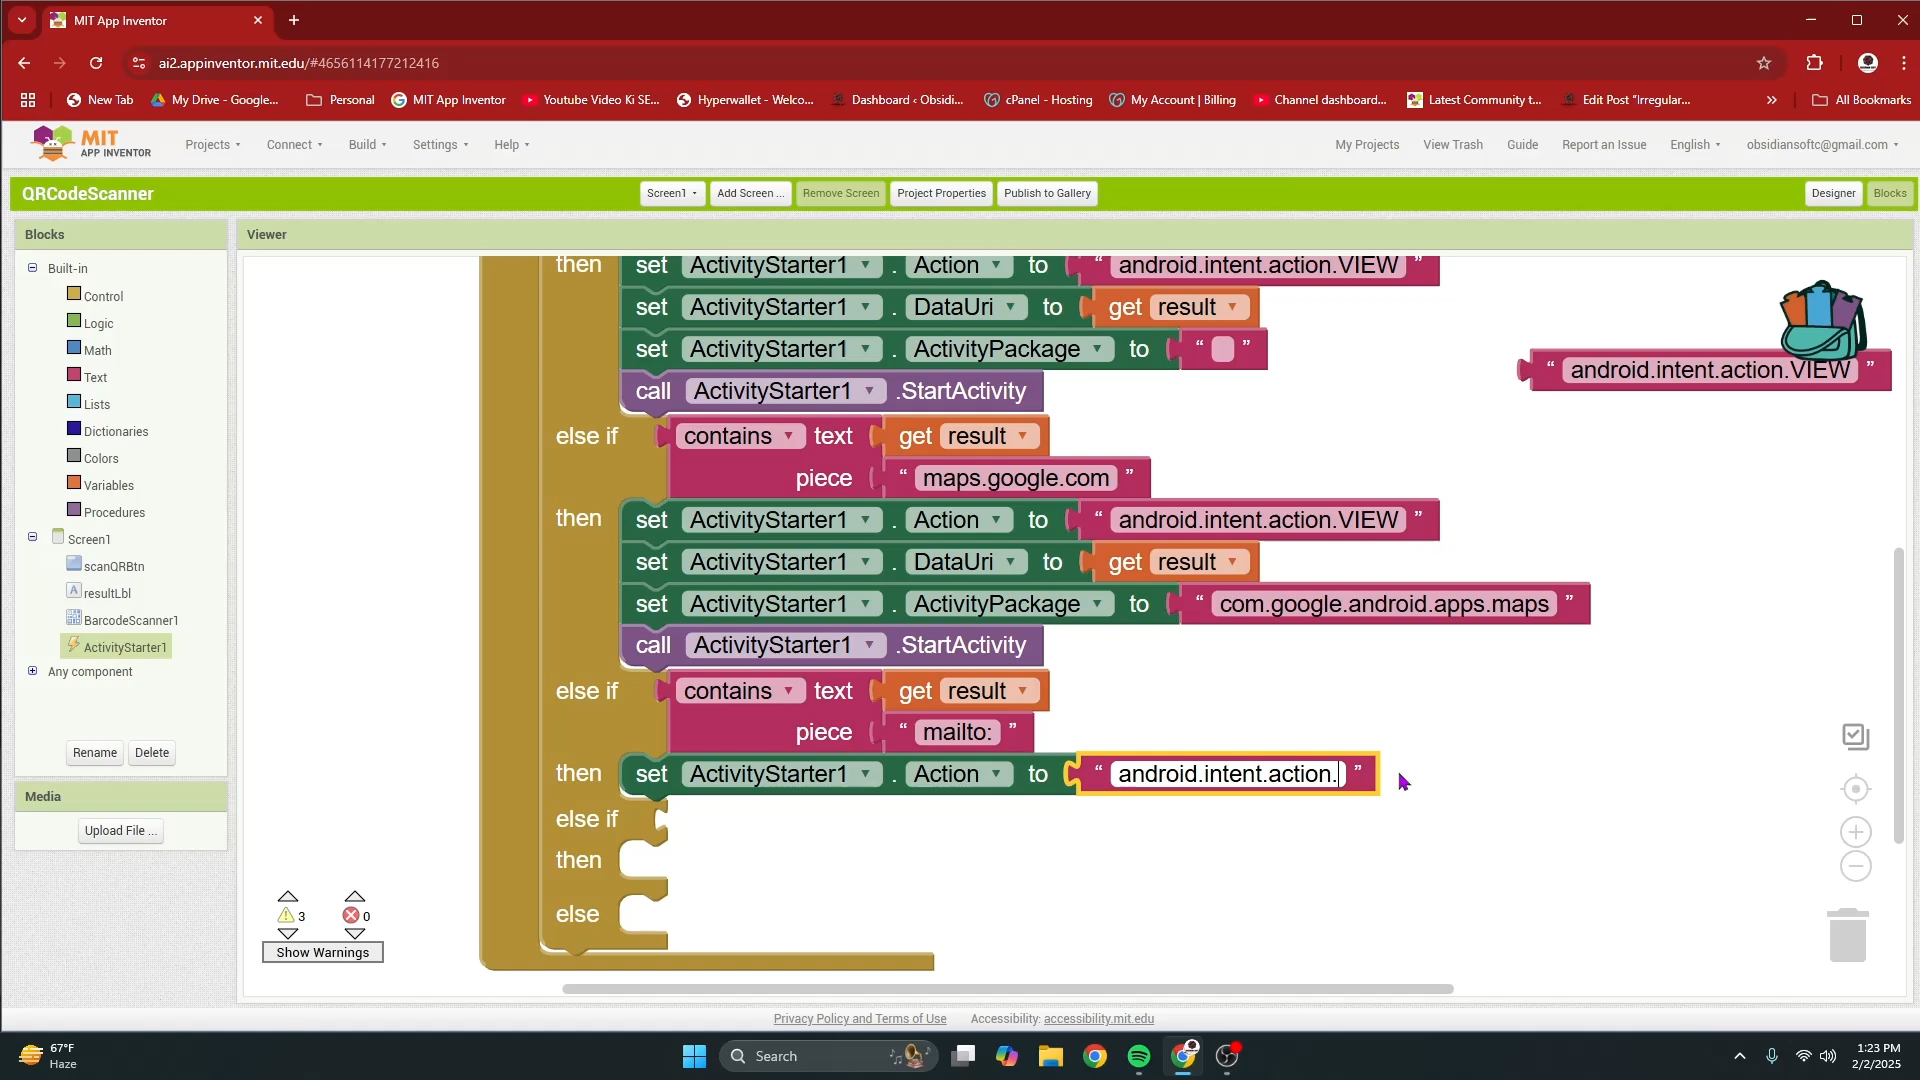 MIT App Inventor
ai2.appinventor.mit.edu/#4656114177212416
New Tab
My Drive - Google...
Personal
MIT App Inventor
Youtube Video Ki SE...
Hyperwallet - Welco...
Dashboard ‹ Obsidi...
cPanel - Hosting
My Account | Billing
Channel dashboard...
Latest Community t...
Edit Post "Irregular...
All Bookmarks
MIT
APP INVENTOR
Projects
Connect
Build
Settings
Help
My Projects
View Trash
Guide
Report an Issue
English
obsidiansoftc@gmail.com
QRCodeScanner
Screen1
Add Screen ...
Remove Screen
Project Properties
Publish to Gallery
Designer
Blocks
Blocks
Viewer
Built-in
Control
Logic
Math
Text
Lists
Dictionaries
Colors
Variables
Procedures
Screen1
scanQRBtn
resultLbl
BarcodeScanner1
ActivityStarter1
Any component
Rename
Delete
Media
Upload File ...
then set ActivityStarter1 . Action to “ android.intent.action.VIEW ”
set ActivityStarter1 . DataUri to get result
set ActivityStarter1 . ActivityPackage to “ ”
“ android.intent.action.VIEW ”
call ActivityStarter1 .StartActivity
else if contains text get result
piece “ maps.google.com ”
then set ActivityStarter1 . Action to “ android.intent.action.VIEW ”
set ActivityStarter1 . DataUri to get result
set ActivityStarter1 . ActivityPackage to “ com.google.android.apps.maps ”
call ActivityStarter1 .StartActivity
else if contains text get result
piece “ mailto: ”
then set ActivityStarter1 . Action to “ android.intent.action. ”
else if
then
else
3
0
Show Warnings
Privacy Policy and Terms of Use
Accessibility: accessibility.mit.edu
67°F
Haze
Search
1:23 PM
2/2/2025